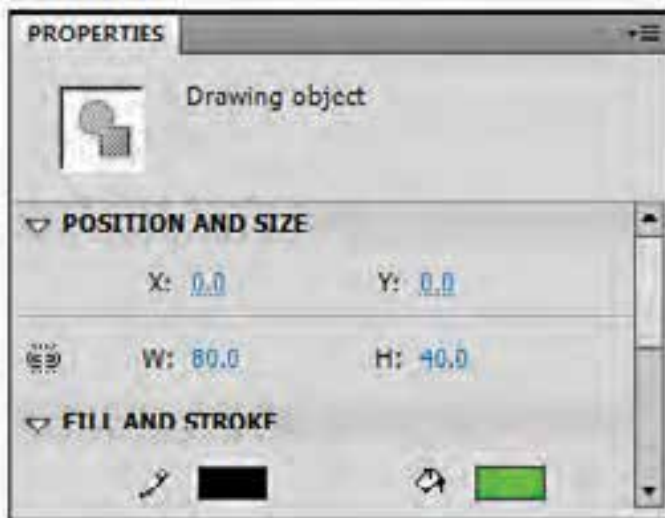 PROPERTIES
Drawing object
POSITION AND SIZE
X: 0.0 Y: 0.0
W: 80.0 H: 40.0
FILL AND STROKE